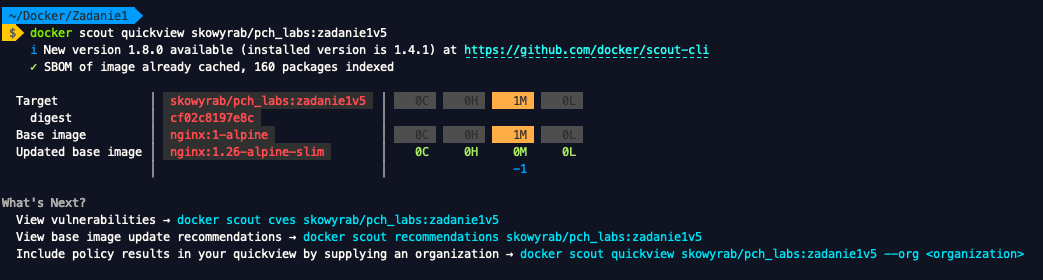 ~/Docker/Zadanie1
$ docker scout quickview skowyrab/pch_labs:zadanie1v5
i New version 1.8.0 available (installed version is 1.4.1) at https://github.com/docker/scout-cli
✓ SBOM of image already cached, 160 packages indexed
Target │ skowyrab/pch_labs:zadanie1v5 │ 0C 0H 1M 0L
digest │ cf02c8197e8c │
Base image │ nginx:1-alpine │ 0C 0H 1M 0L
Updated base image │ nginx:1.26-alpine-slim │ 0C 0H 0M 0L
│ │ -1
What's Next?
View vulnerabilities → docker scout cves skowyrab/pch_labs:zadanie1v5
View base image update recommendations → docker scout recommendations skowyrab/pch_labs:zadanie1v5
Include policy results in your quickview by supplying an organization → docker scout quickview skowyrab/pch_labs:zadanie1v5 --org <organization>